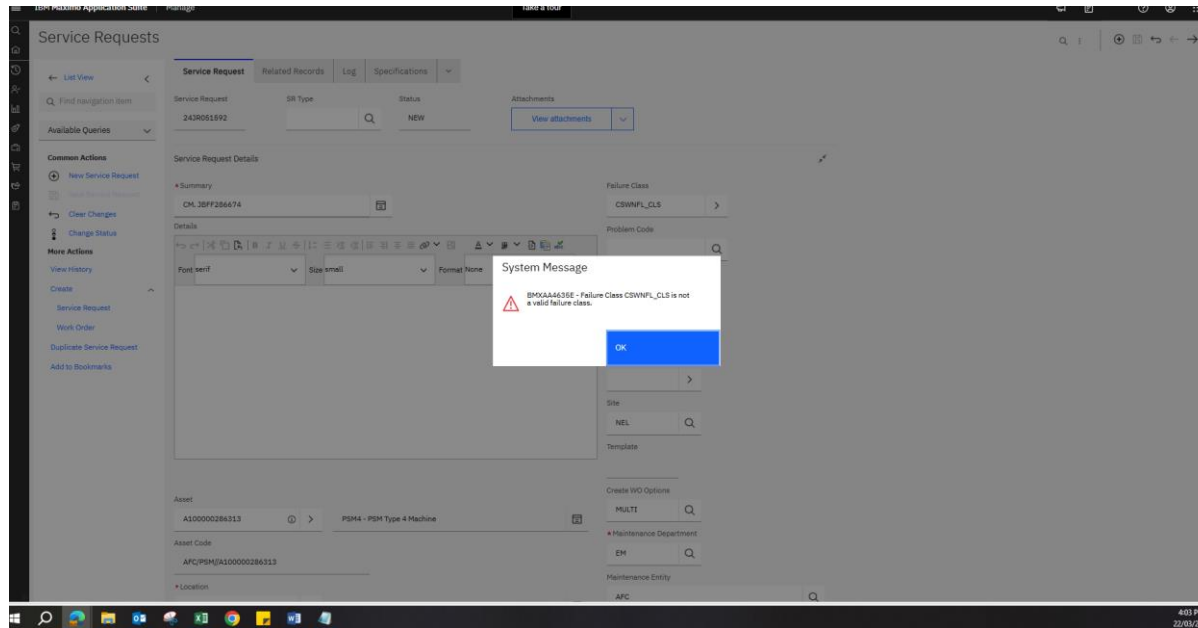 IBM Maximo Application Suite Manage Take a tour
Service Requests
List View
Find navigation item
Available Queries
Common Actions
New Service Request
Clear Changes
Change Status
More Actions
View History
Create
Service Request
Work Order
Duplicate Service Request
Add to Bookmarks
Service Request Related Records Log Specifications
Service Request SR Type Status Attachments
NEW View attachments
Service Request Details
* Summary
CM. JBFF286674
Details
Font serif Size small Format None
Failure Class
CSWNFL_CLS
Problem Code
System Message
BMXAA4635E - Failure Class CSWNFL_CLS is not
a valid failure class.
OK
Site
NEL
Template
Create WO Options
MULTI
* Maintenance Department
EM
Maintenance Entity
AFC
Asset
A100000286313 PSM4 - PSM Type 4 Machine
Asset Code
AFC/PSM//A100000286313
* Location
4:03 P
22/03/